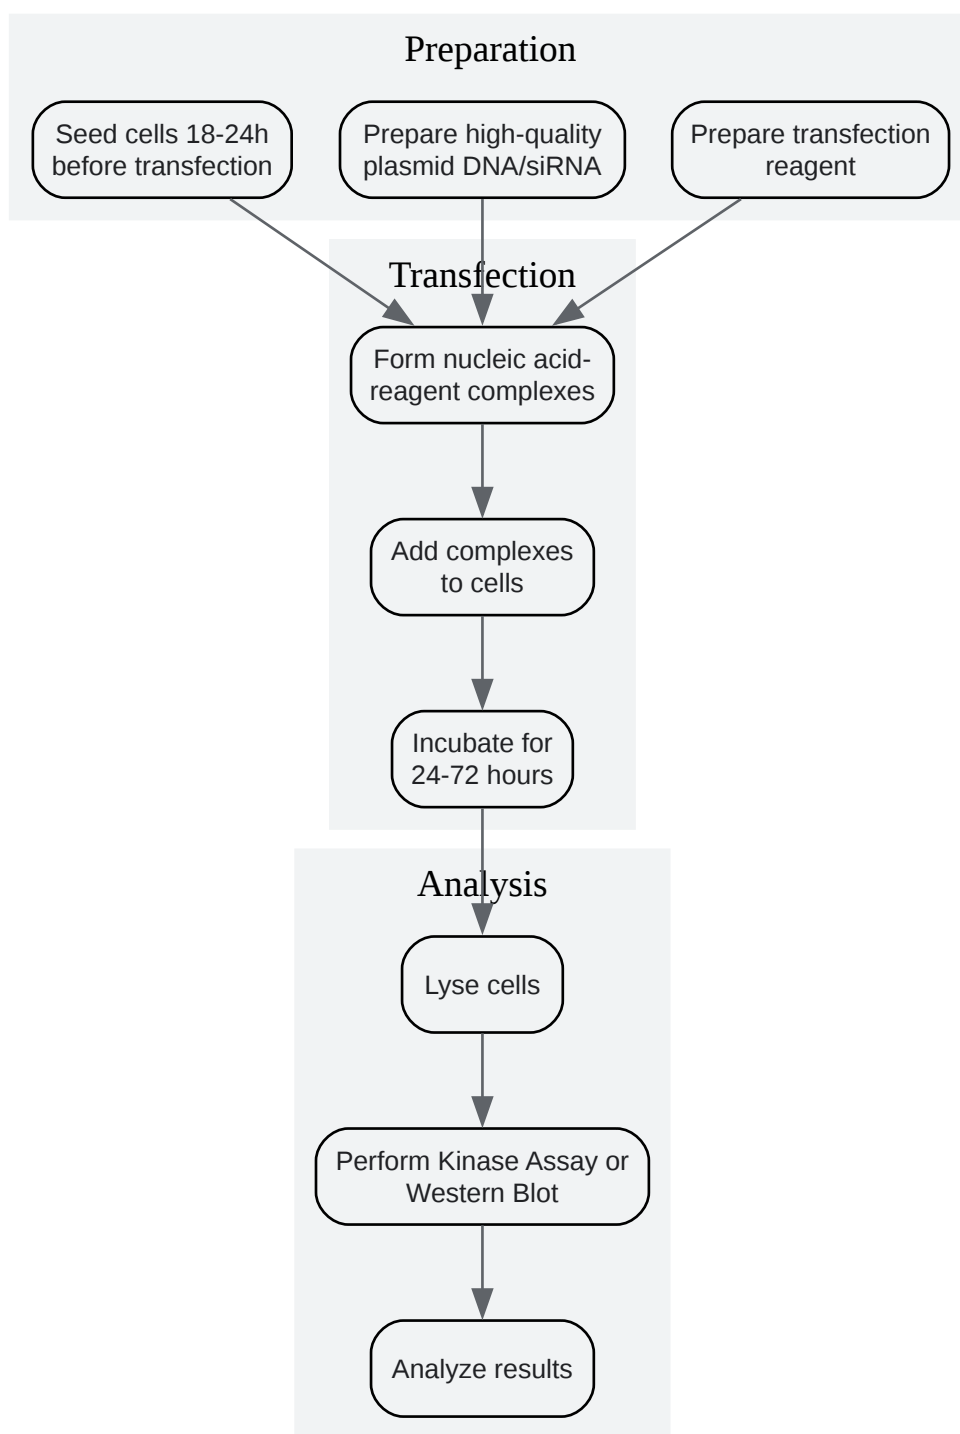 Preparation
Seed cells 18-24h
before transfection
Prepare high-quality
plasmid DNA/siRNA
Prepare transfection
reagent
Transfection
Form nucleic acid-
reagent complexes
Add complexes
to cells
Incubate for
24-72 hours
Analysis
Lyse cells
Perform Kinase Assay or
Western Blot
Analyze results